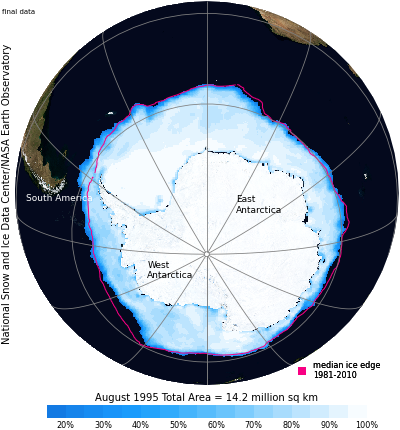 final data
National Snow and Ice Data Center/NASA Earth Observatory
South America
East
Antarctica
West
Antarctica
median ice edge
1981-2010
August 1995 Total Area = 14.2 million sq km
20% 30% 40% 50% 60% 70% 80% 90% 100%